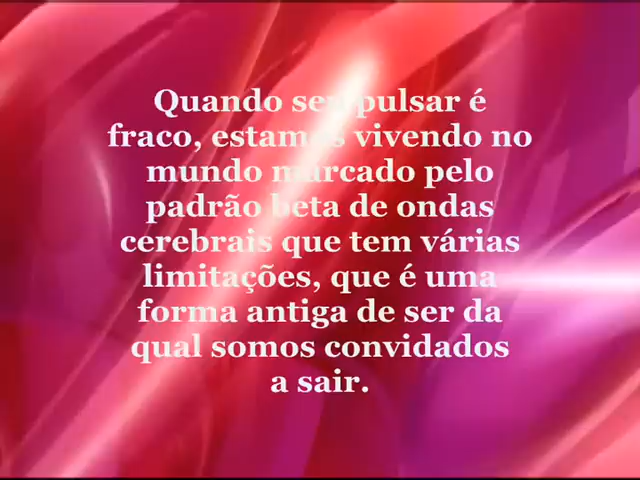 Quando seu pulsar é
fraco, estamos vivendo no
mundo marcado pelo
padrão beta de ondas
cerebrais que tem várias
limitações, que é uma
forma antiga de ser da
qual somos convidados
a sair.